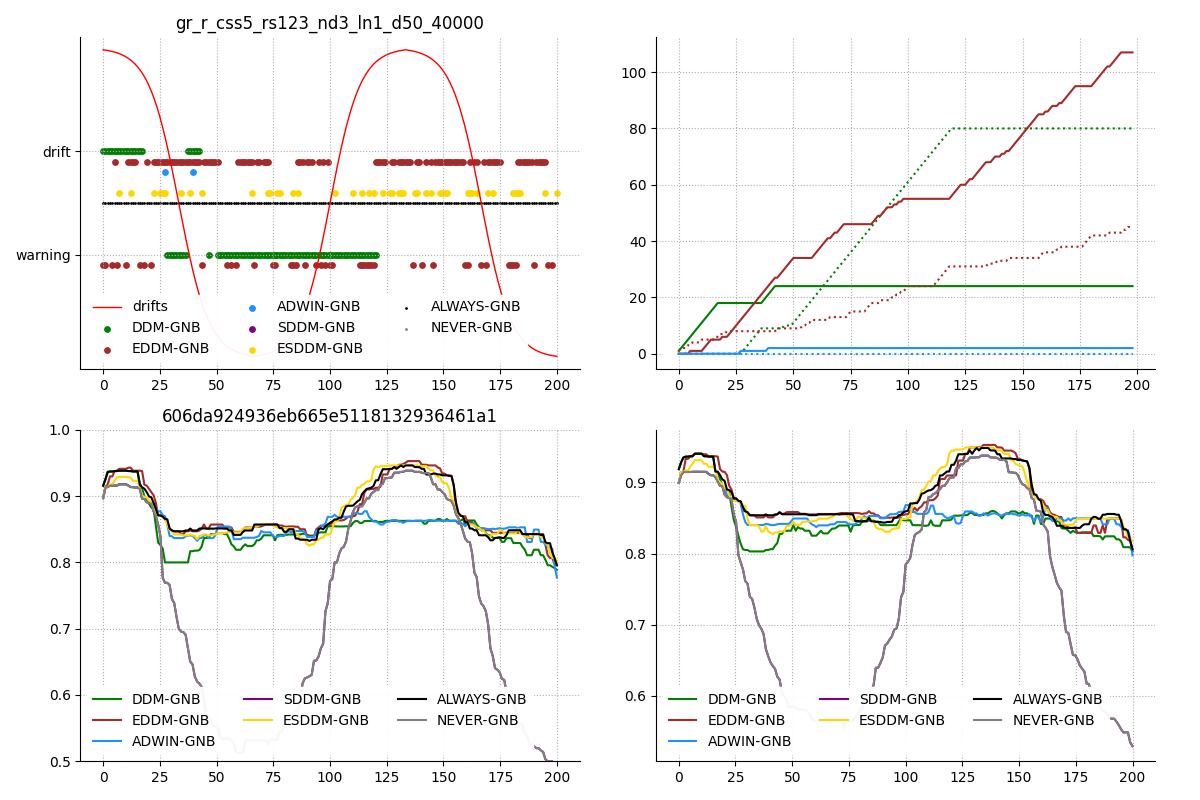 gr_r_css5_rs123_nd3_ln1_d50_40000
drift
warning
drifts
DDM-GNB
EDDM-GNB
ADWIN-GNB
SDDM-GNB
ESDDM-GNB
ALWAYS-GNB
NEVER-GNB
0 25 50 75 100 125 150 175 200
100
80
60
40
20
0
0 25 50 75 100 125 150 175 200
606da924936eb665e5118132936461a1
1.0
0.9
0.8
0.7
0.6
0.5
DDM-GNB
EDDM-GNB
ADWIN-GNB
SDDM-GNB
ESDDM-GNB
ALWAYS-GNB
NEVER-GNB
0 25 50 75 100 125 150 175 200
0.9
0.8
0.7
0.6
DDM-GNB
EDDM-GNB
ADWIN-GNB
SDDM-GNB
ESDDM-GNB
ALWAYS-GNB
NEVER-GNB
0 25 50 75 100 125 150 175 200